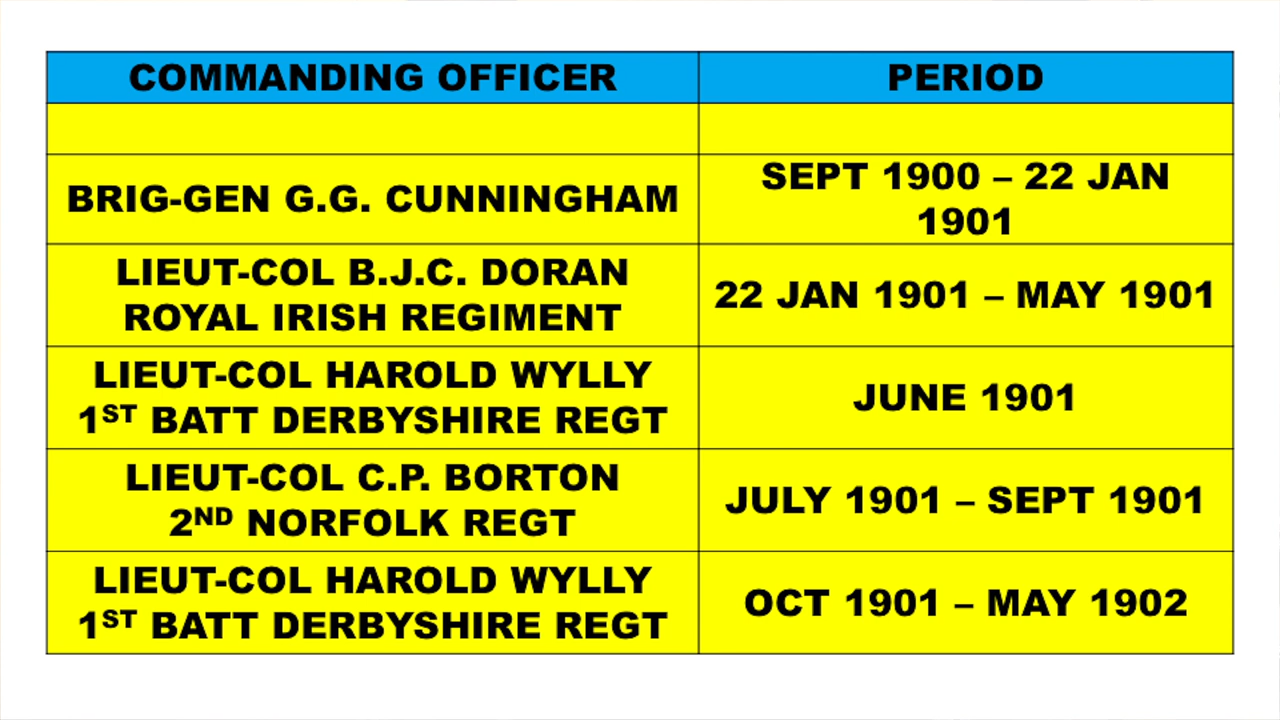 COMMANDING OFFICER
PERIOD
BRIG-GEN G.G. CUNNINGHAM
SEPT 1900 – 22 JAN
1901
LIEUT-COL B.J.C. DORAN
ROYAL IRISH REGIMENT
22 JAN 1901 – MAY 1901
LIEUT-COL HAROLD WYLLY
1ST BATT DERBYSHIRE REGT
JUNE 1901
LIEUT-COL C.P. BORTON
2ND NORFOLK REGT
JULY 1901 – SEPT 1901
LIEUT-COL HAROLD WYLLY
1ST BATT DERBYSHIRE REGT
OCT 1901 – MAY 1902